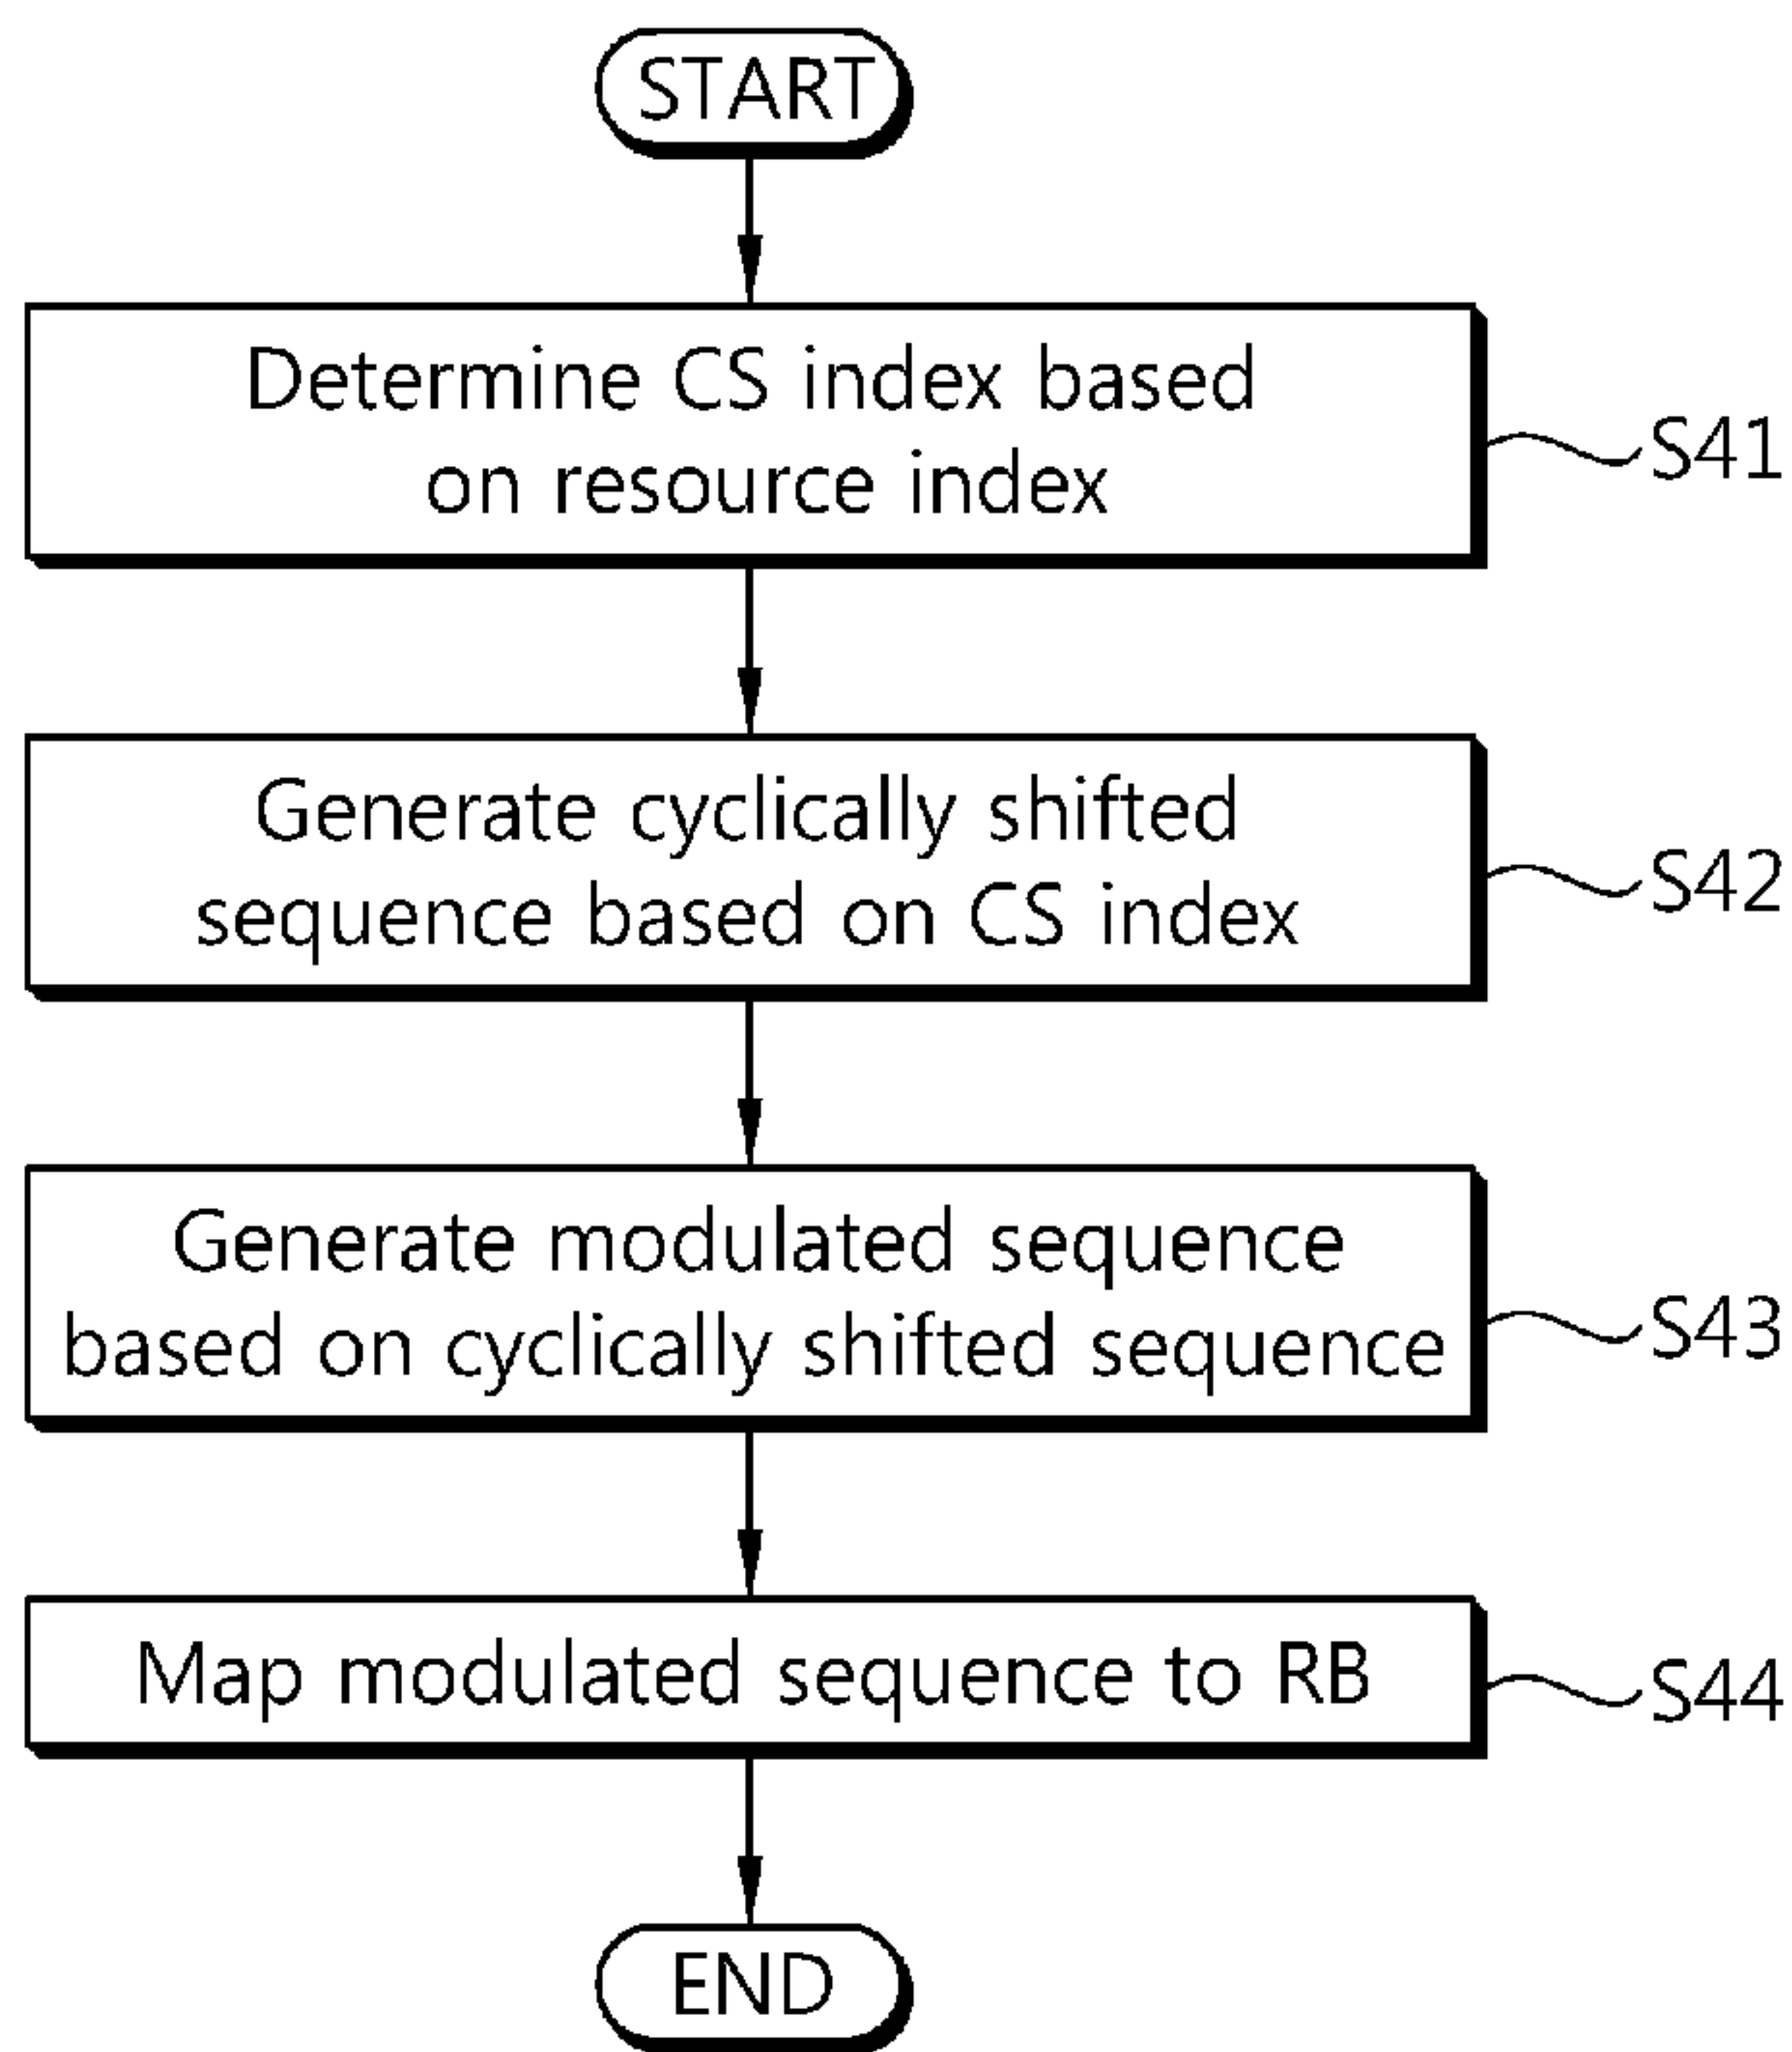 START
Determine CS index based
on resource index
S41
Generate cyclically shifted
sequence based on CS index
S42
Generate modulated sequence
based on cyclically shifted sequence
S43
Map modulated sequence to RB
S44
END